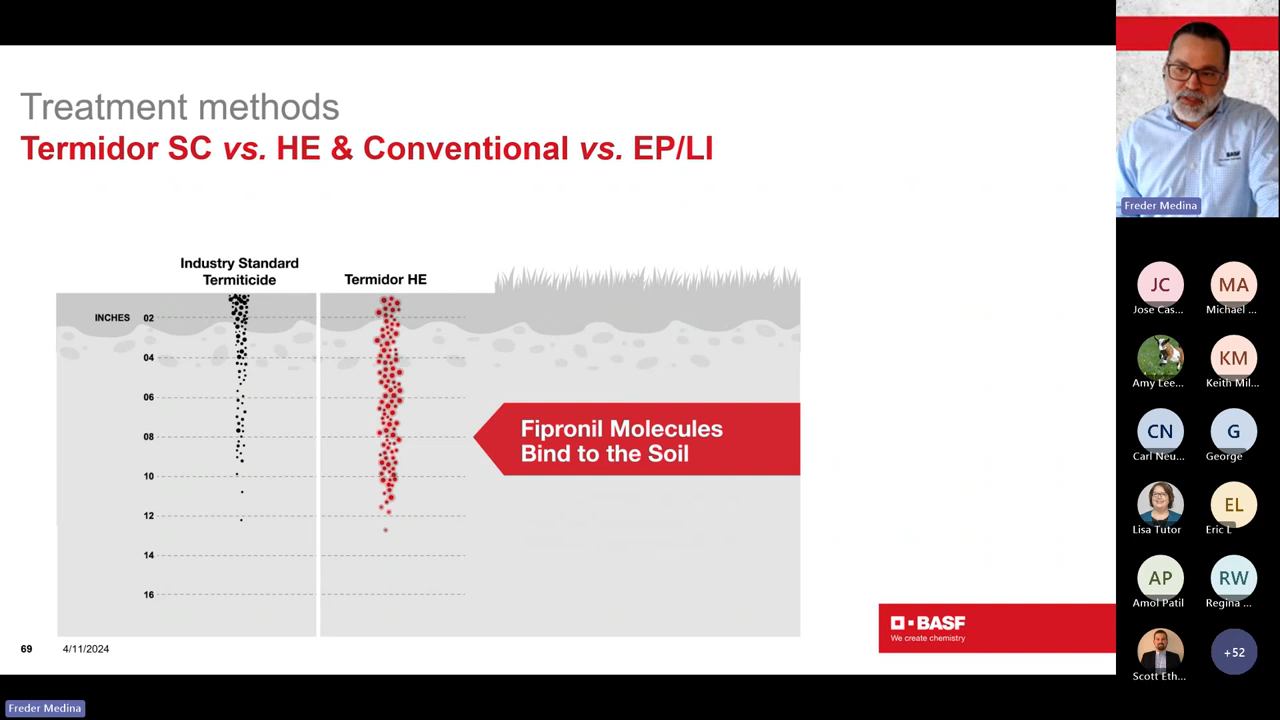 Treatment methods
Termidor SC vs. HE & Conventional vs. EP/LI
Industry Standard
Termiticide
Termidor HE
INCHES 02
04
06
08
10
12
14
16
Fipronil Molecules
Bind to the Soil
BASF
We create chemistry
69 4/11/2024
BASF
Freder Medina
JC
MA
Jose Cas...
Michael ...
KM
Amy Lee...
Keith Mil...
CN
G
Carl Neu...
George
EL
Lisa Tutor
Eric L
AP
RW
Amol Patil
Regina ...
+52
Scott Eth...
Freder Medina